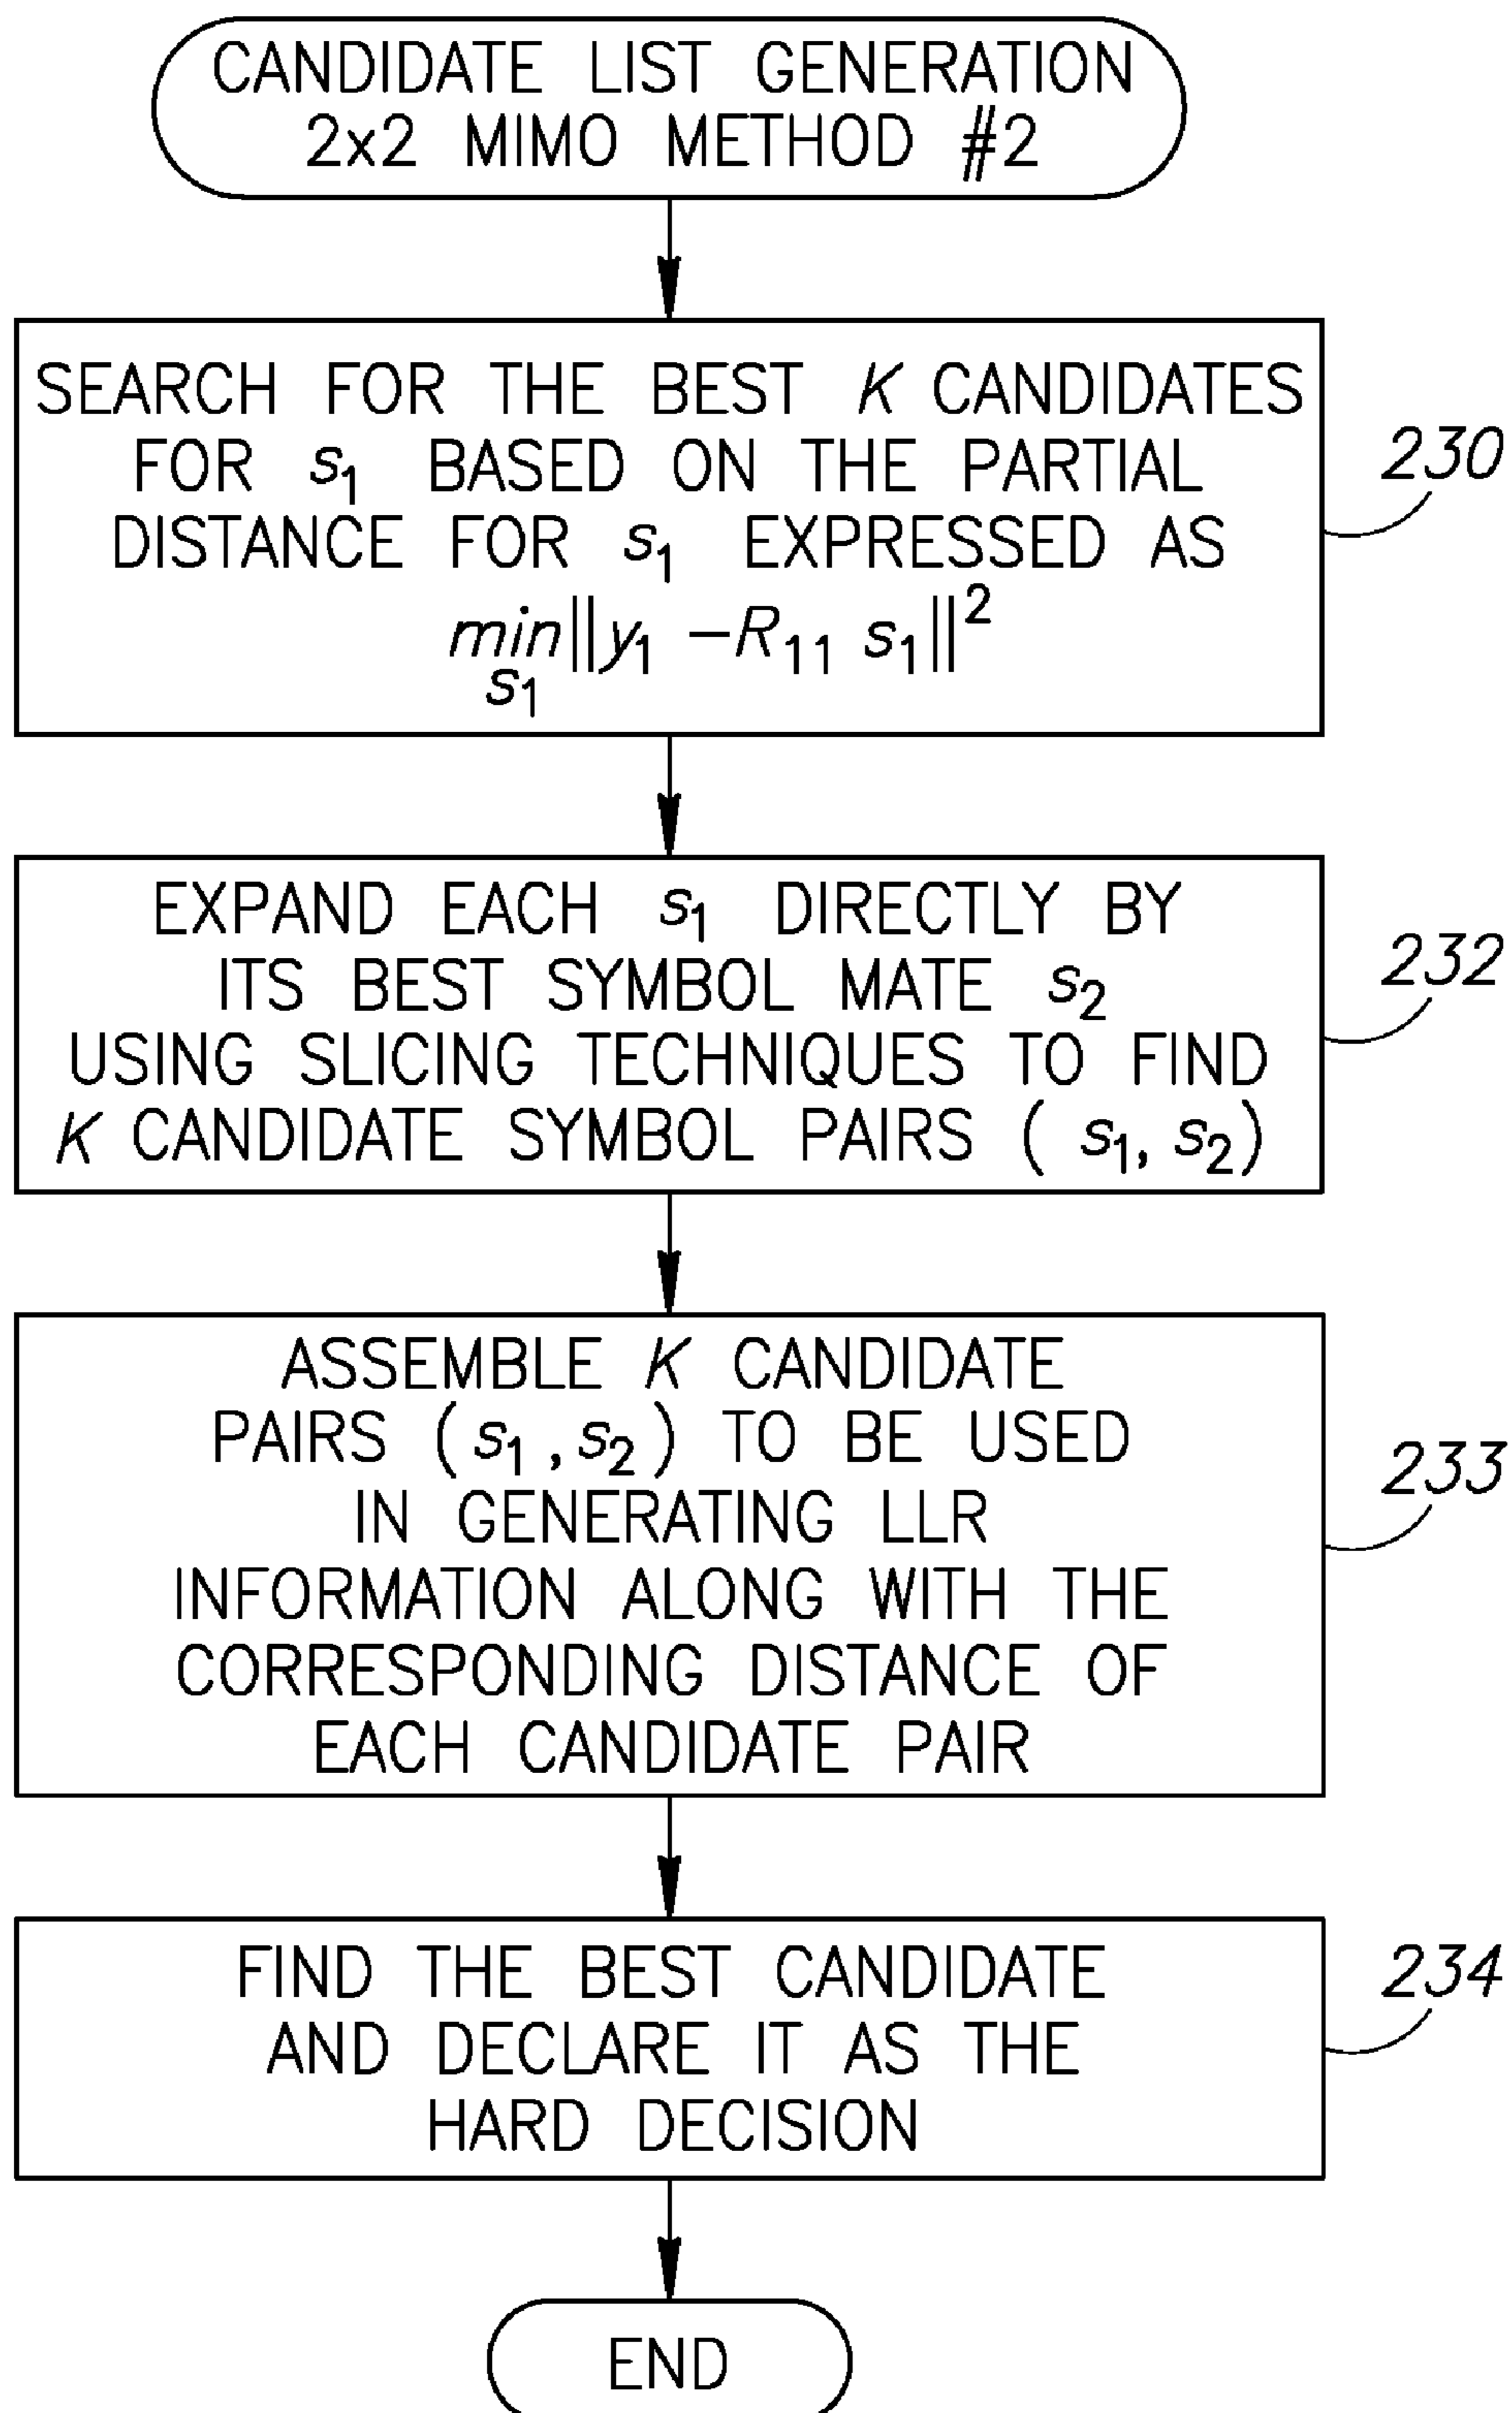 CANDIDATE LIST GENERATION
2x2 MIMO METHOD #2
SEARCH FOR THE BEST K CANDIDATES
FOR s1 BASED ON THE PARTIAL
DISTANCE FOR s1 EXPRESSED AS
min||y1 –R11 s1||2
s1
230
EXPAND EACH s1 DIRECTLY BY
ITS BEST SYMBOL MATE s2
USING SLICING TECHNIQUES TO FIND
K CANDIDATE SYMBOL PAIRS ( s1, s2)
232
ASSEMBLE K CANDIDATE
PAIRS (s1 ,s2) TO BE USED
IN GENERATING LLR
INFORMATION ALONG WITH THE
CORRESPONDING DISTANCE OF
EACH CANDIDATE PAIR
233
FIND THE BEST CANDIDATE
AND DECLARE IT AS THE
HARD DECISION
234
END